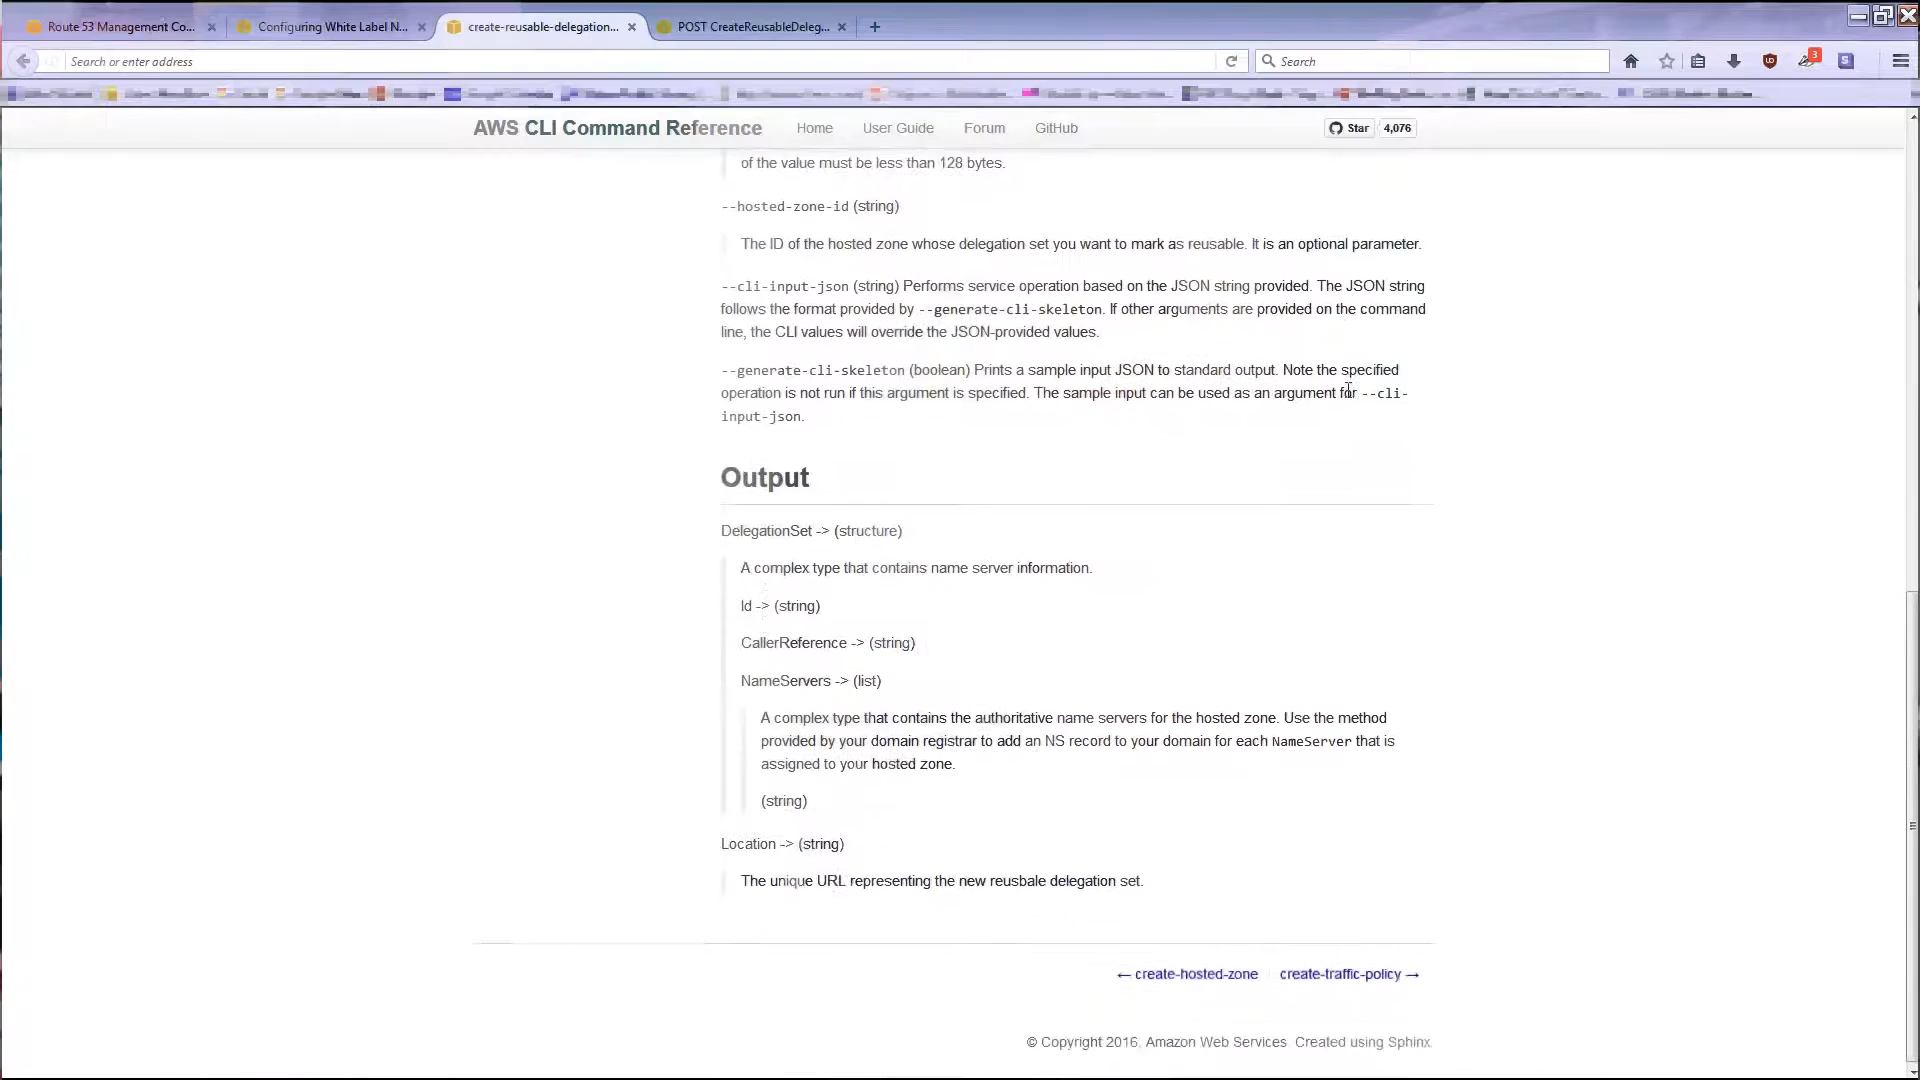 Route 53 Management Co...
Configuring White Label N...
create-reusable-delegation...
POST CreateReusableDeleg...
Search or enter address
Search
3
S
AWS CLI Command Reference
Home
User Guide
Forum
GitHub
Star
4,076
of the value must be less than 128 bytes.
--hosted-zone-id (string)
The ID of the hosted zone whose delegation set you want to mark as reusable. It is an optional parameter.
--cli-input-json (string) Performs service operation based on the JSON string provided. The JSON string
follows the format provided by --generate-cli-skeleton. If other arguments are provided on the command
line, the CLI values will override the JSON-provided values.
--generate-cli-skeleton (boolean) Prints a sample input JSON to standard output. Note the specified
operation is not run if this argument is specified. The sample input can be used as an argument for --cli-
input-json.
Output
DelegationSet -> (structure)
A complex type that contains name server information.
Id -> (string)
CallerReference -> (string)
NameServers -> (list)
A complex type that contains the authoritative name servers for the hosted zone. Use the method
provided by your domain registrar to add an NS record to your domain for each NameServer that is
assigned to your hosted zone.
(string)
Location -> (string)
The unique URL representing the new reusbale delegation set.
← create-hosted-zone
create-traffic-policy →
© Copyright 2016, Amazon Web Services. Created using Sphinx.